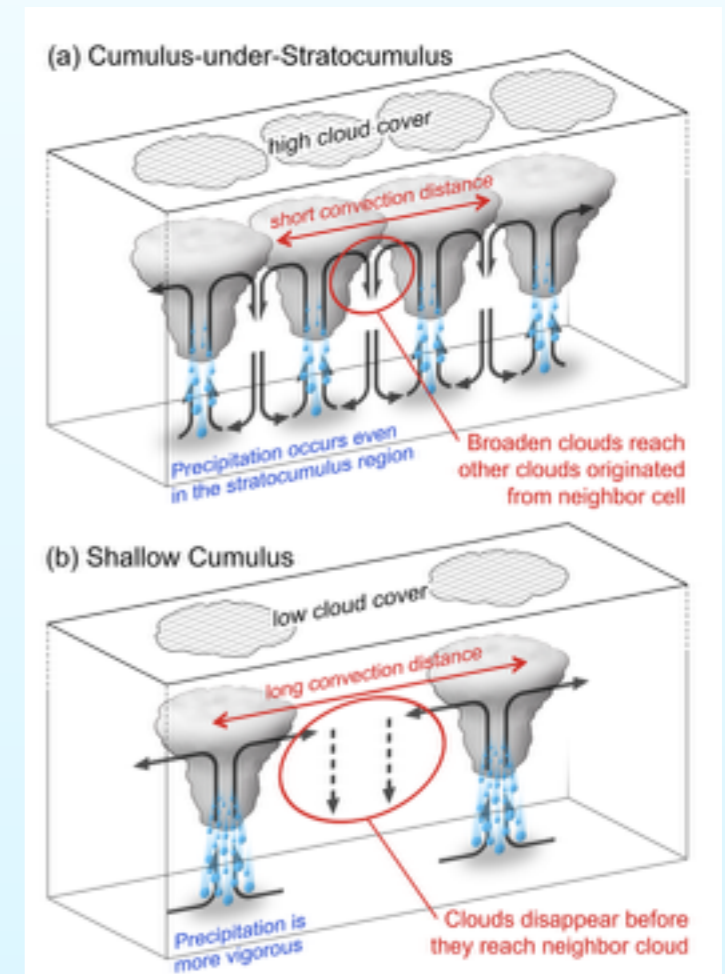 (a) Cumulus-under-Stratocumulus
high cloud cover
short convection distance
Precipitation occurs even
in the stratocumulus region
Broaden clouds reach
other clouds originated
from neighbor cell
(b) Shallow Cumulus
low cloud cover
long convection distance
Precipitation is
more vigorous
Clouds disappear before
they reach neighbor cloud